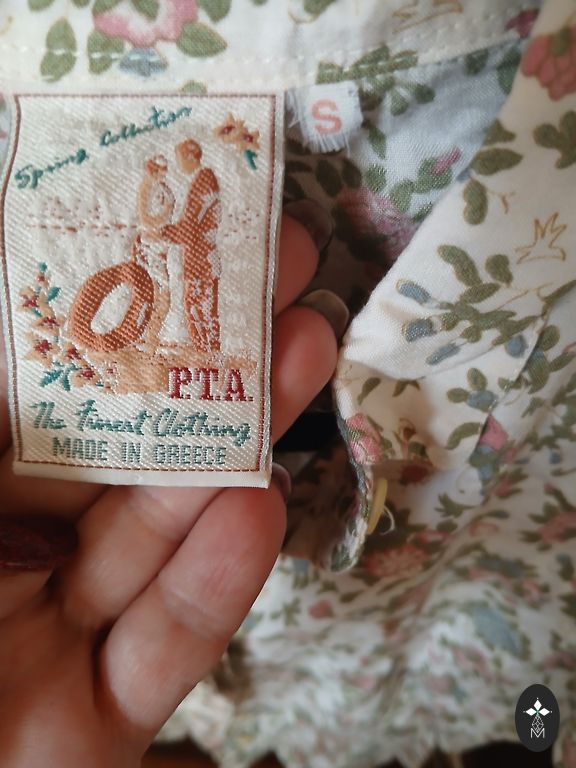 Spring Collection
S
P.T.A.
The Finest Clothing
MADE IN GREECE
M